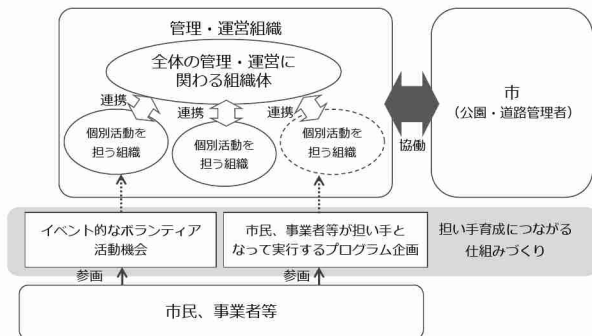 管理・運営組織
全体の管理・運営に
関わる組織体
連携
連携
連携
個別活動を
担う組織
個別活動を
担う組織
個別活動を
担う組織
協働
市
（公園・道路管理者）
イベント的なボランティア
活動機会
市民、事業者等が担い手と
なって実行するプログラム企画
担い手育成につながる
仕組みづくり
参画
参画
市民、事業者等